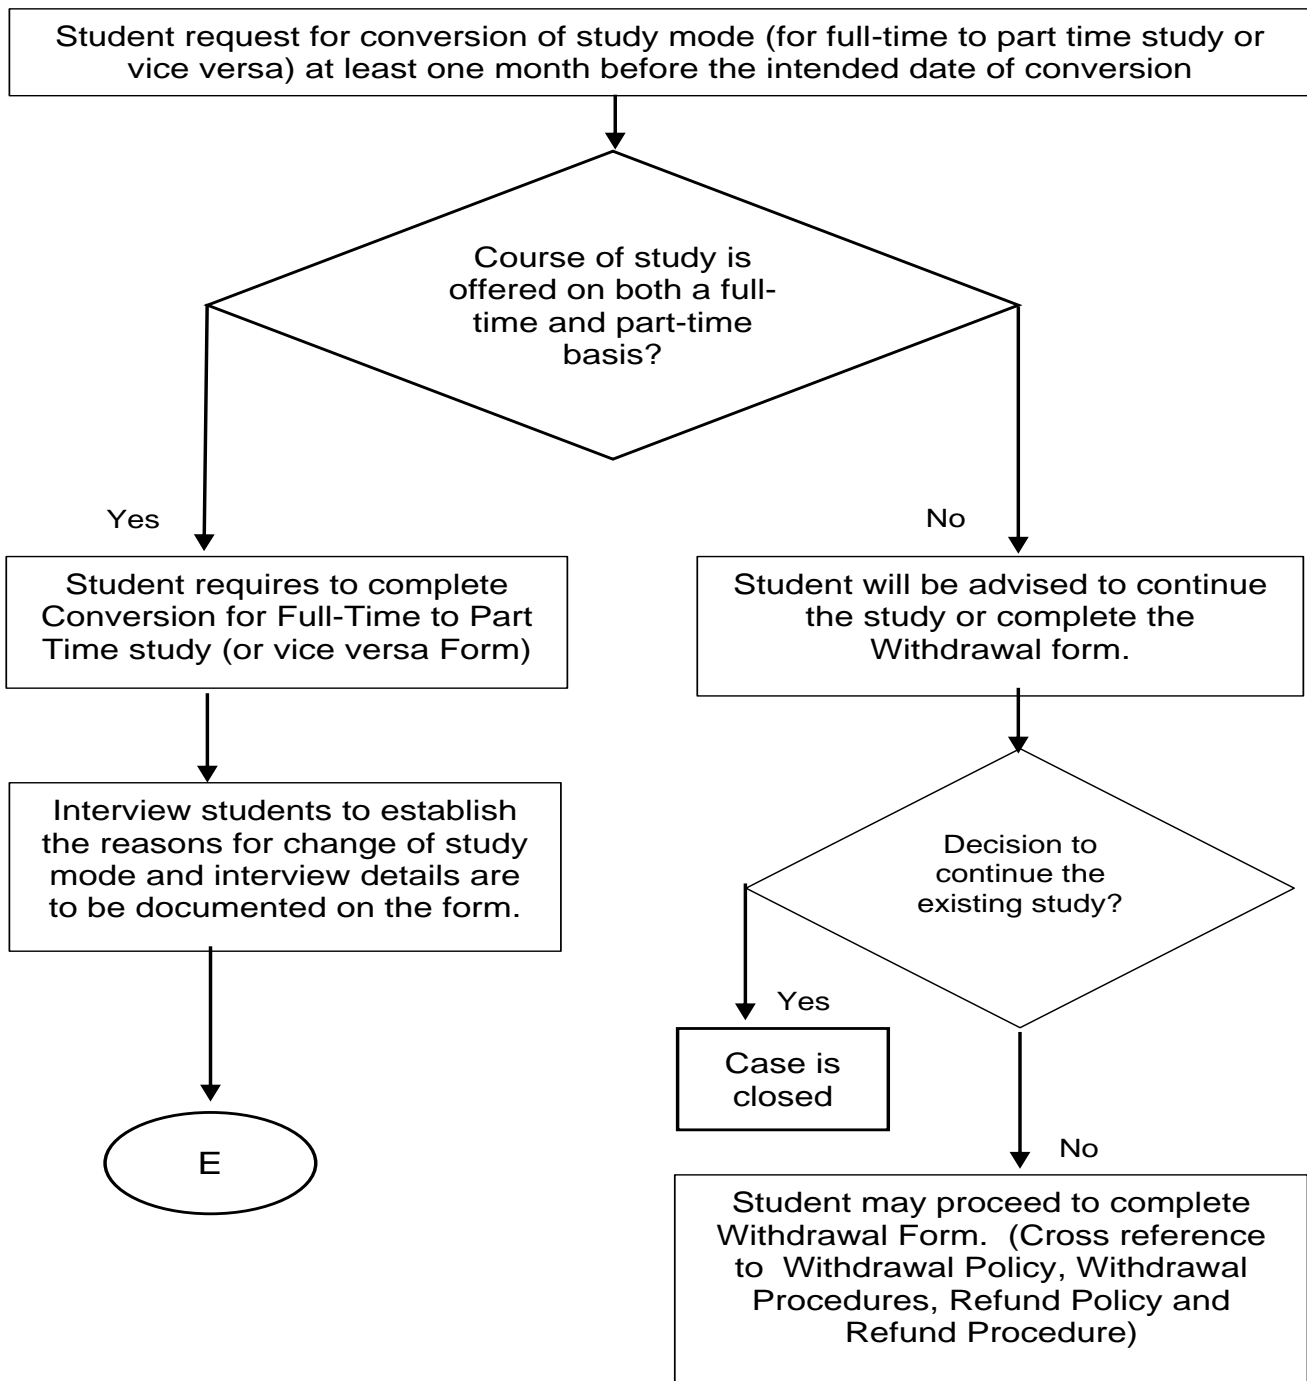 Student request for conversion of study mode (for full-time to part time study or
vice versa) at least one month before the intended date of conversion
Course of study is
offered on both a full-
time and part-time
basis?
Yes
No
Student requires to complete
Conversion for Full-Time to Part
Time study (or vice versa Form)
Student will be advised to continue
the study or complete the
Withdrawal form.
Interview students to establish
the reasons for change of study
mode and interview details are
to be documented on the form.
Decision to
continue the
existing study?
Yes
Case is
closed
E
No
Student may proceed to complete
Withdrawal Form.  (Cross reference
to  Withdrawal Policy, Withdrawal
Procedures, Refund Policy and
Refund Procedure)